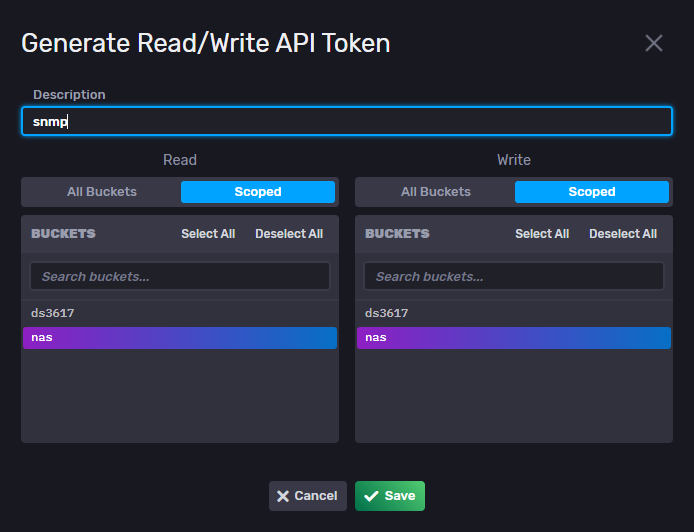 Generate Read/Write API Token
Description
snmp
Read
Write
All Buckets
Scoped
All Buckets
Scoped
BUCKETS
Select All
Deselect All
BUCKETS
Select All
Deselect All
Search buckets...
Search buckets...
ds3617
ds3617
nas
nas
Cancel
Save